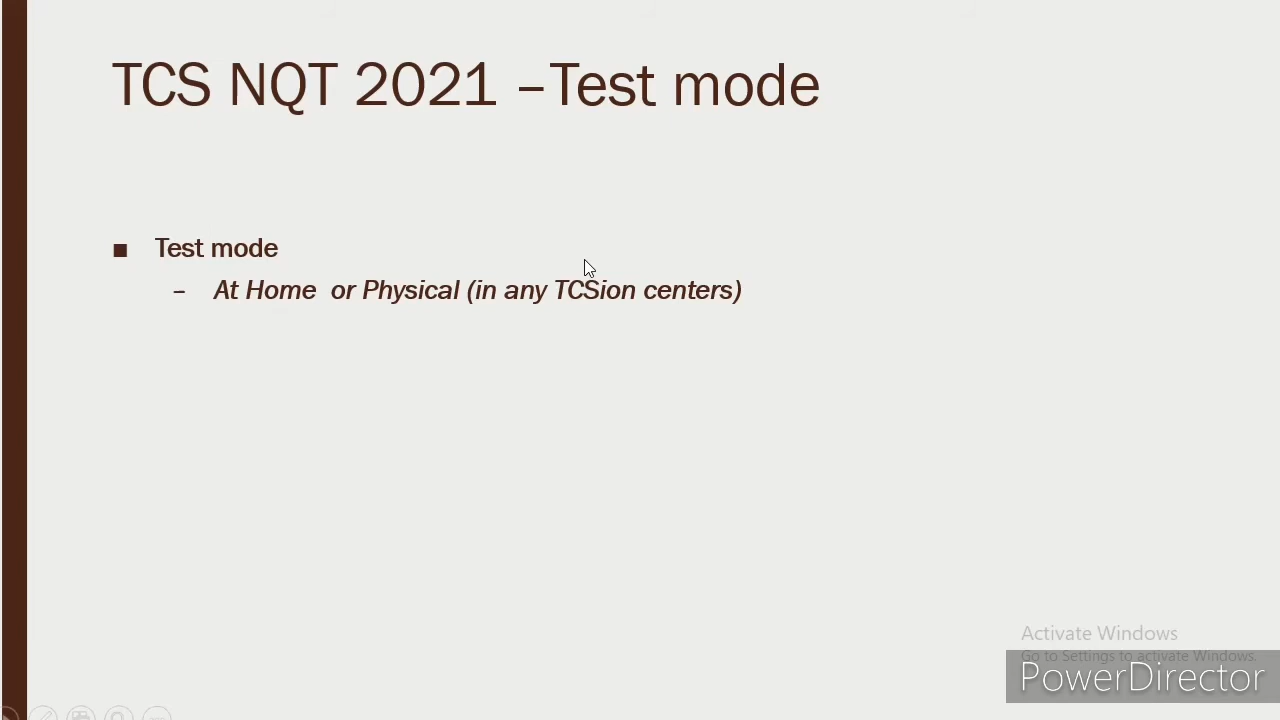 TCS NQT 2021 –Test mode
■ Test mode
– At Home or Physical (in any TCSion centers)
Activate Windows
Go to Settings to activate Windows.
PowerDirector